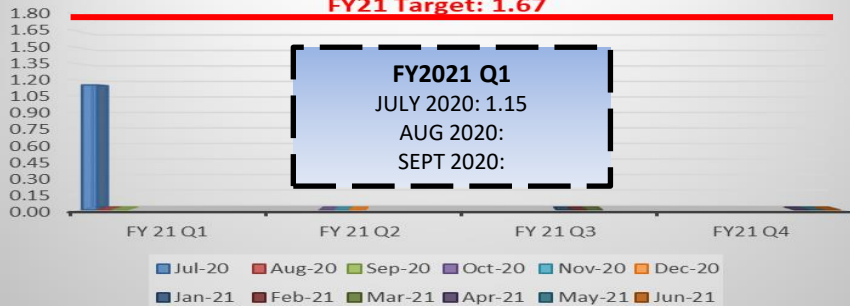 FY21 Target: 1.67
1.80
1.65
1.50
1.35
1.20
1.05
0.90
0.75
0.60
0.45
0.30
0.15
0.00
FY2021 Q1
JULY 2020: 1.15
AUG 2020:
SEPT 2020:
FY 21 Q1 FY 21 Q2 FY 21 Q3 FY21 Q4
Jul-20 Aug-20 Sep-20 Oct-20 Nov-20 Dec-20
Jan-21 Feb-21 Mar-21 Apr-21 May-21 Jun-21